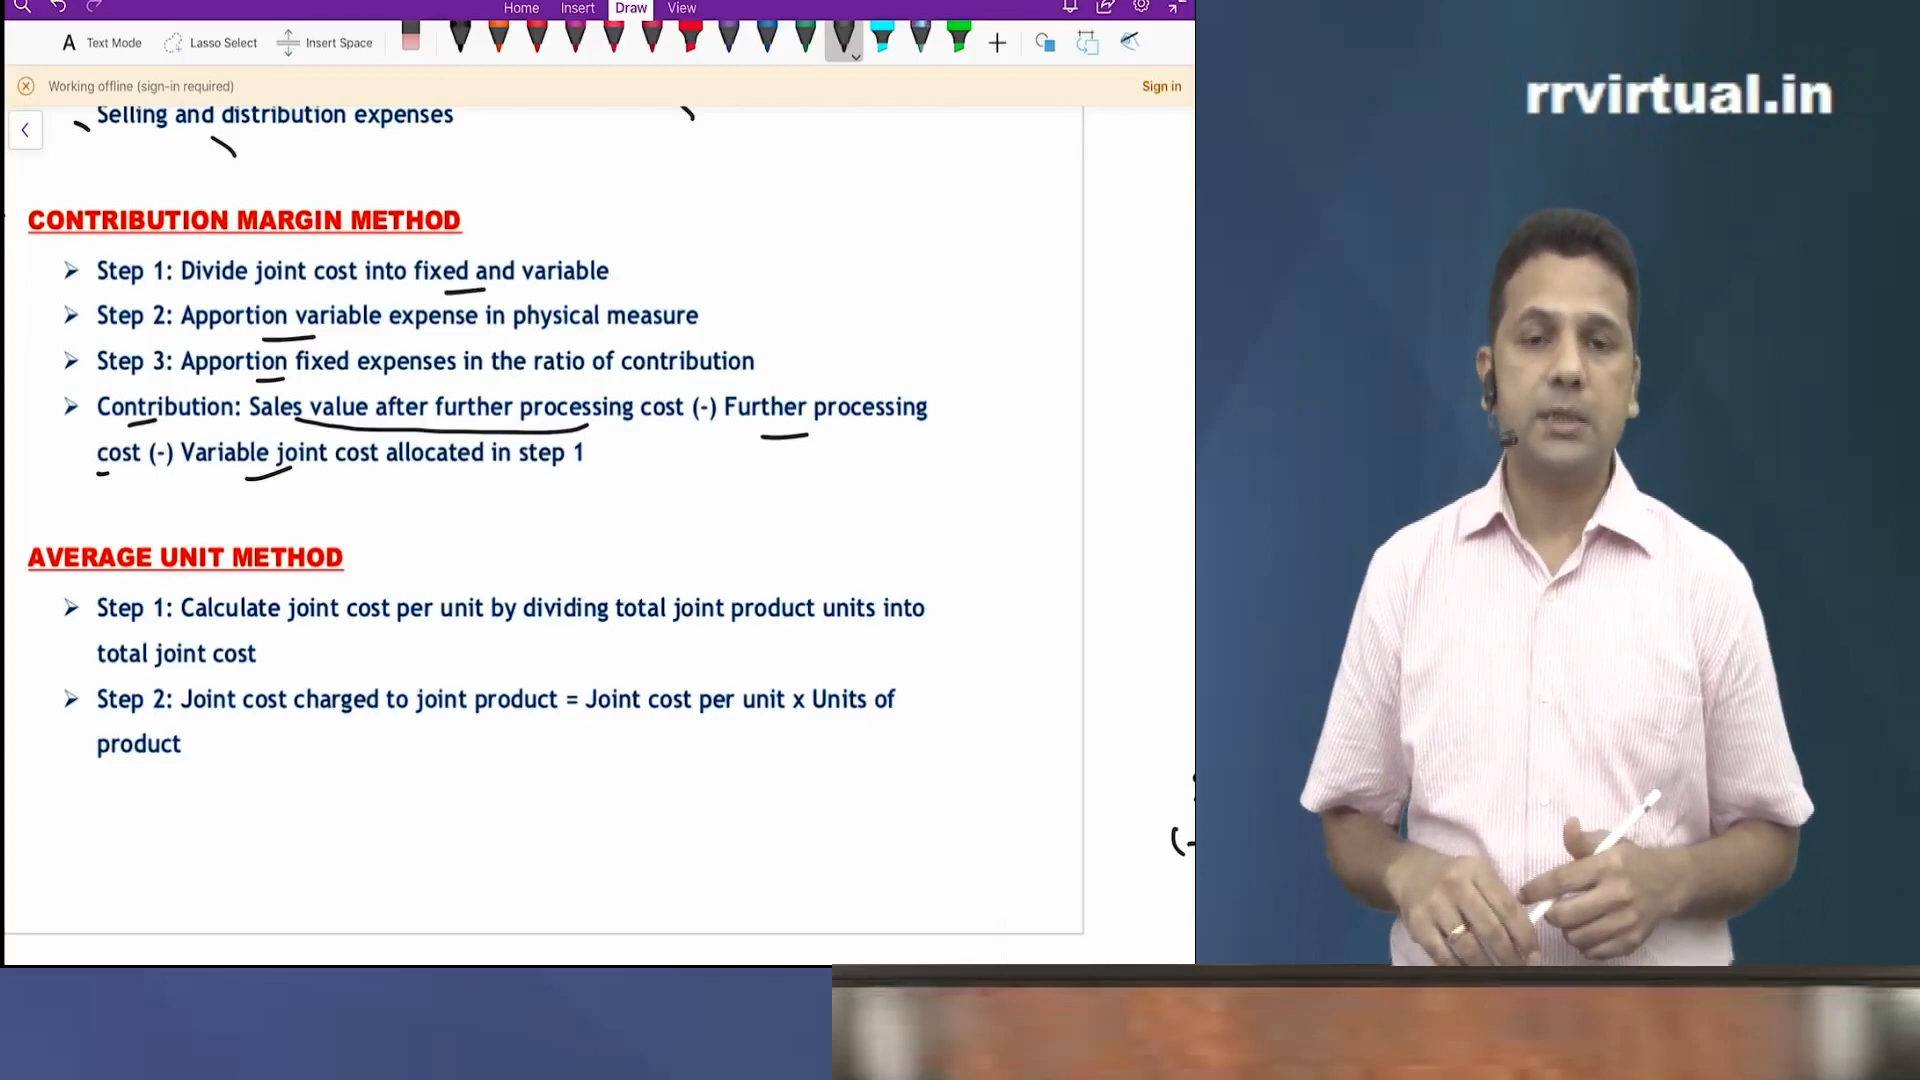 Home Insert Draw View
Text Mode Lasso Select Insert Space
Working offline (sign-in required) Sign in
Selling and distribution expenses
CONTRIBUTION MARGIN METHOD
➢ Step 1: Divide joint cost into fixed and variable
➢ Step 2: Apportion variable expense in physical measure
➢ Step 3: Apportion fixed expenses in the ratio of contribution
➢ Contribution: Sales value after further processing cost (-) Further processing
cost (-) Variable joint cost allocated in step 1
AVERAGE UNIT METHOD
➢ Step 1: Calculate joint cost per unit by dividing total joint product units into
total joint cost
➢ Step 2: Joint cost charged to joint product = Joint cost per unit x Units of
product
rrvirtual.in